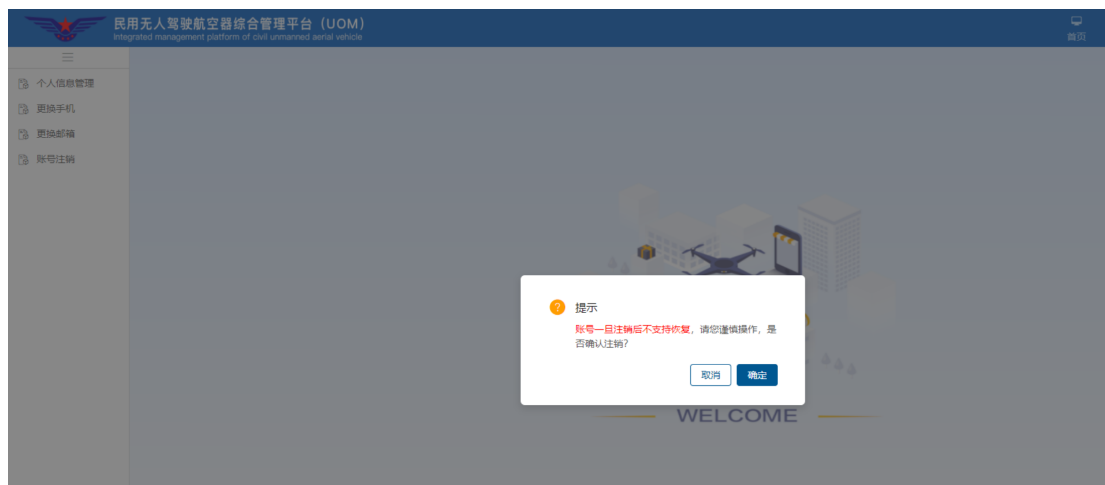 民用无人驾驶航空器综合管理平台（UOM）
Integrated management platform of civil unmanned aerial vehicle
首页
个人信息管理
更换手机
更换邮箱
账号注销
提示
账号一旦注销后不支持恢复，请您谨慎操作，是
否确认注销？
取消
确定
WELCOME